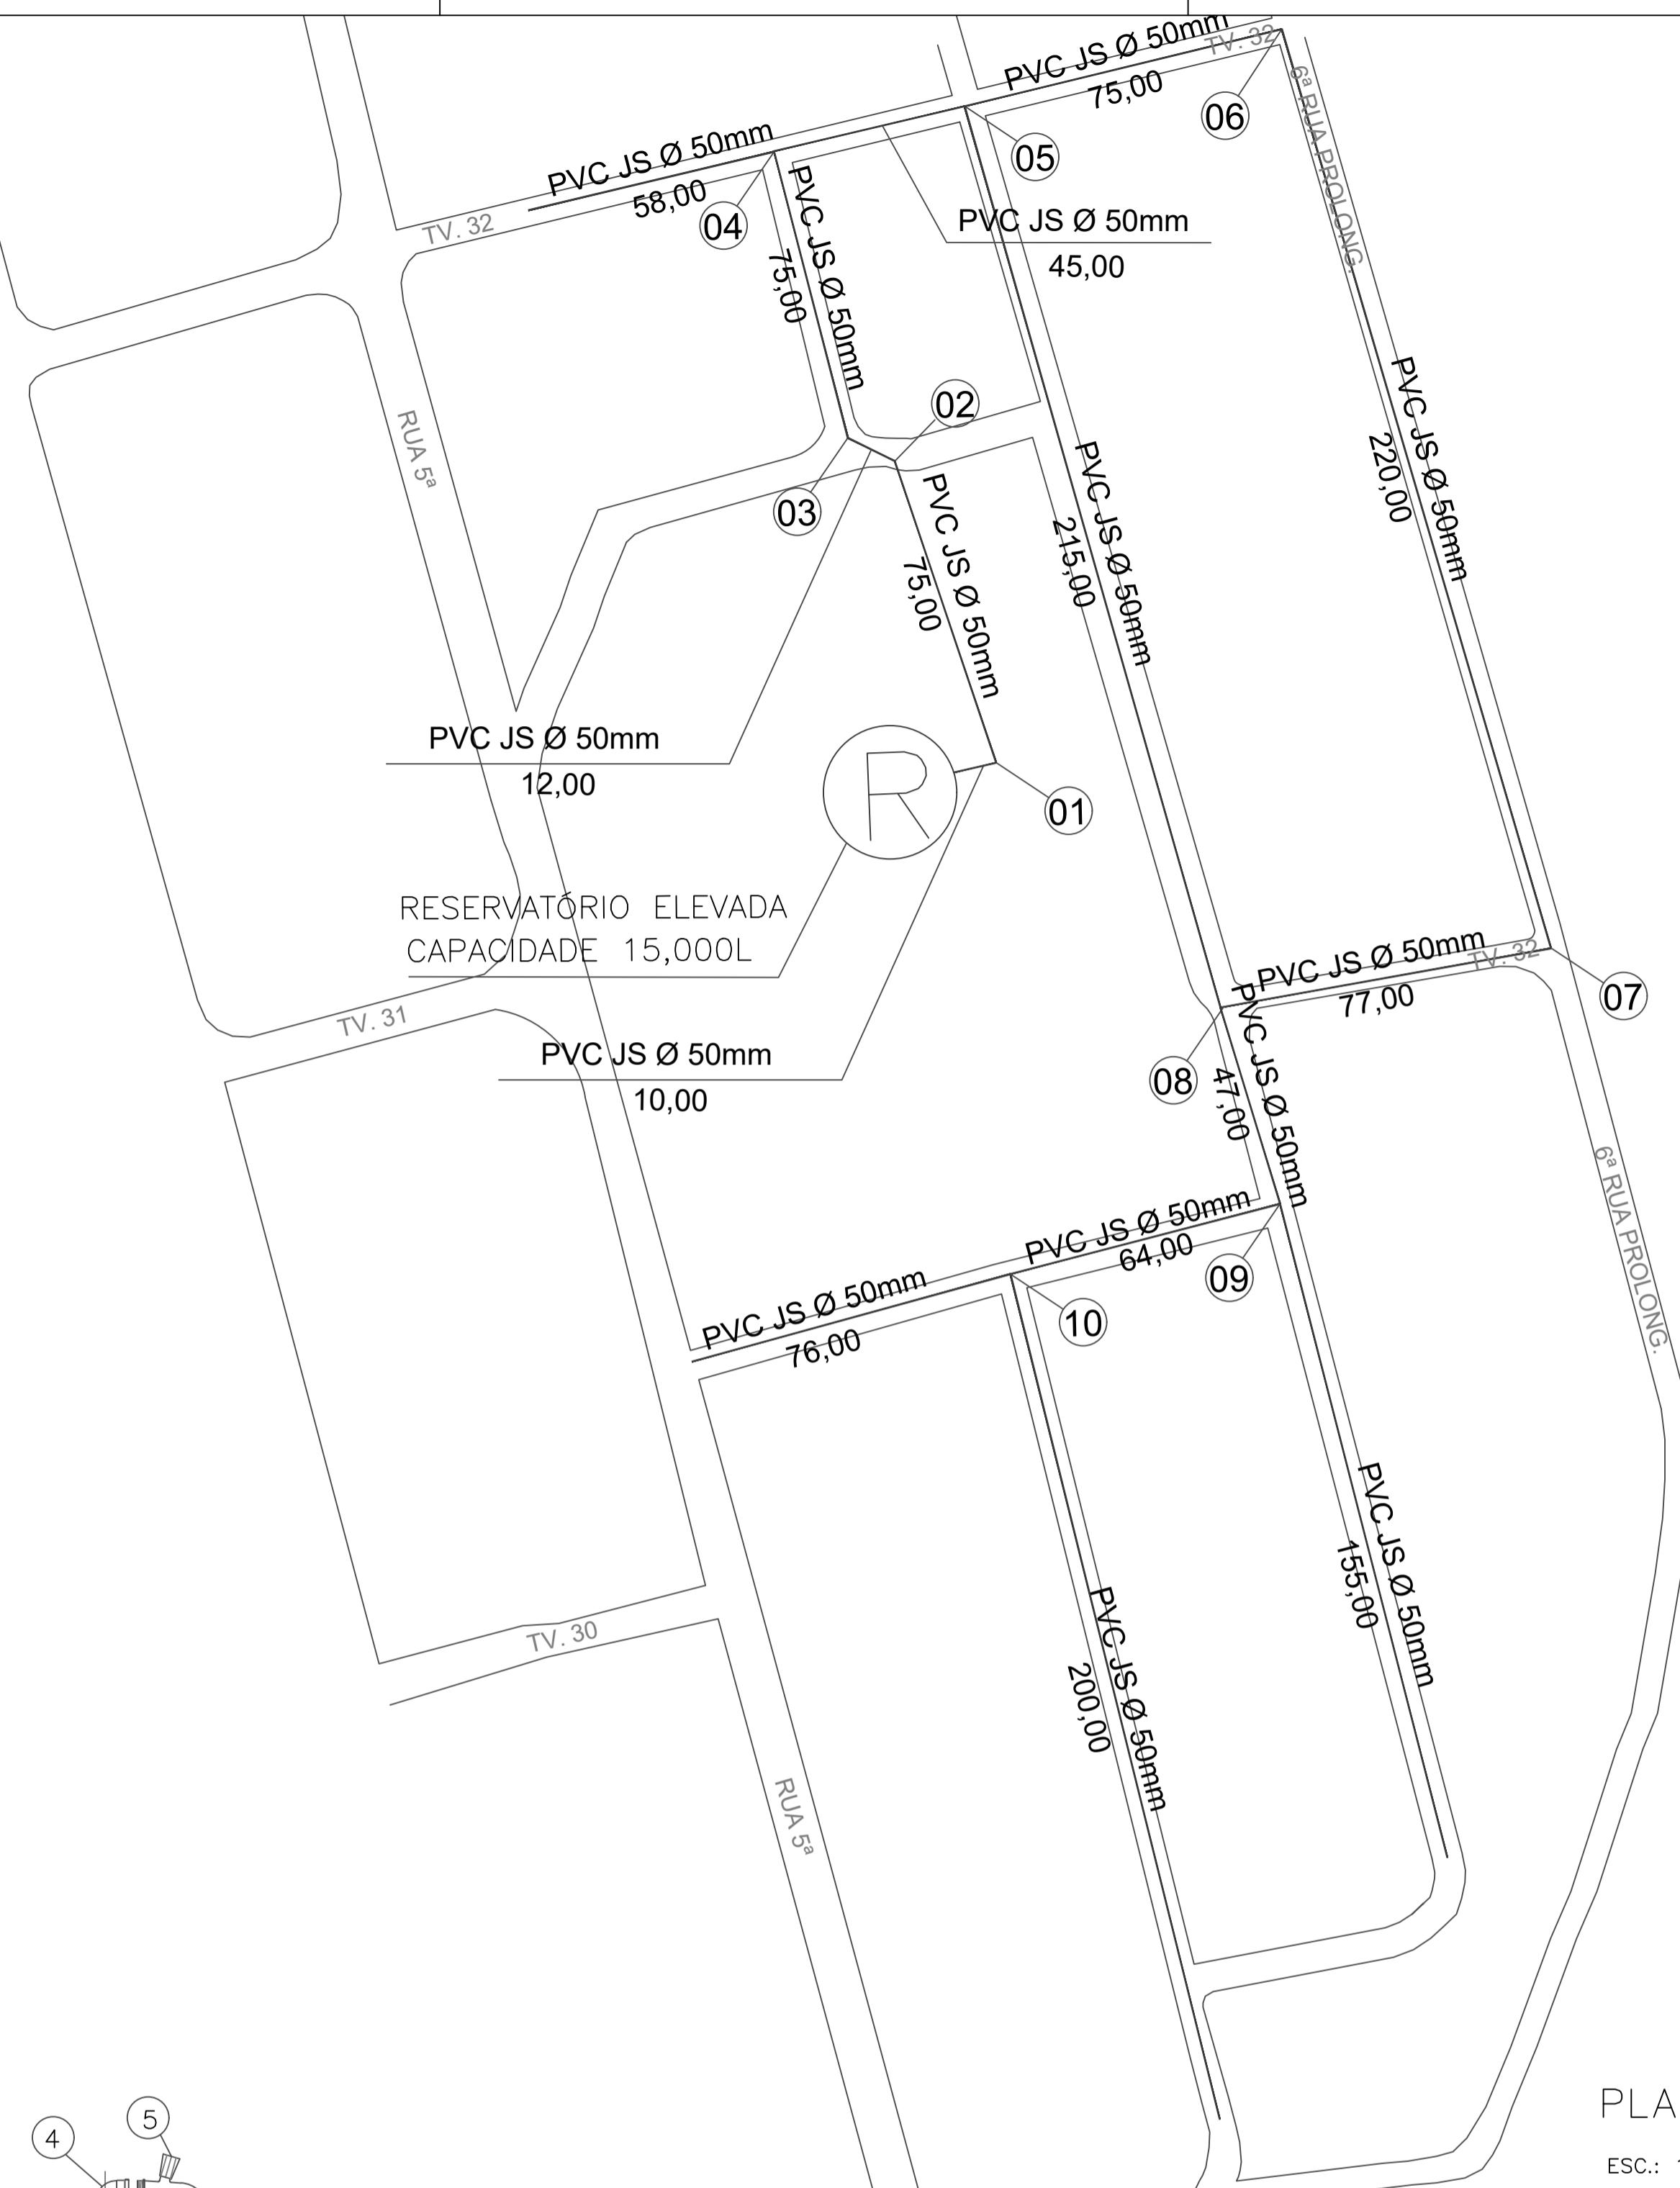 PVC JS Ø 50mm
75,00
TV. 32
06
6ª RUA PROLONG.
PVC JS Ø 50mm
58,00
TV. 32
04
05
PVC JS Ø 50mm
45,00
PVC JS Ø 50mm
75,00
02
03
RUA 5ª
PVC JS Ø 50mm
220,00
PVC JS Ø 50mm
215,00
PVC JS Ø 50mm
75,00
PVC JS Ø 50mm
12,00
R
01
RESERVATÓRIO ELEVADA
CAPACIDADE 15,000L
PVC JS Ø 50mm
77,00
TV. 32
07
TV. 31
PVC JS Ø 50mm
10,00
08
PVC JS Ø 50mm
47,00
6ª RUA PROLONG.
PVC JS Ø 50mm
64,00
09
PVC JS Ø 50mm
76,00
10
PVC JS Ø 50mm
155,00
PVC JS Ø 50mm
200,00
TV. 30
RUA 5ª
5
4
PLA
ESC.: